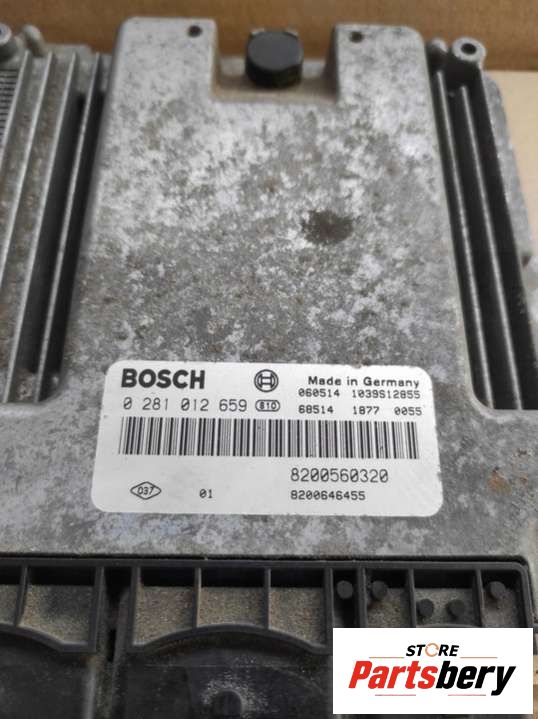 BOSCH Made in Germany
060514 1039S12855
0 281 012 659 810 68514 1877 0055
8200560320
D37 01 8200646455
STORE
Partsbery